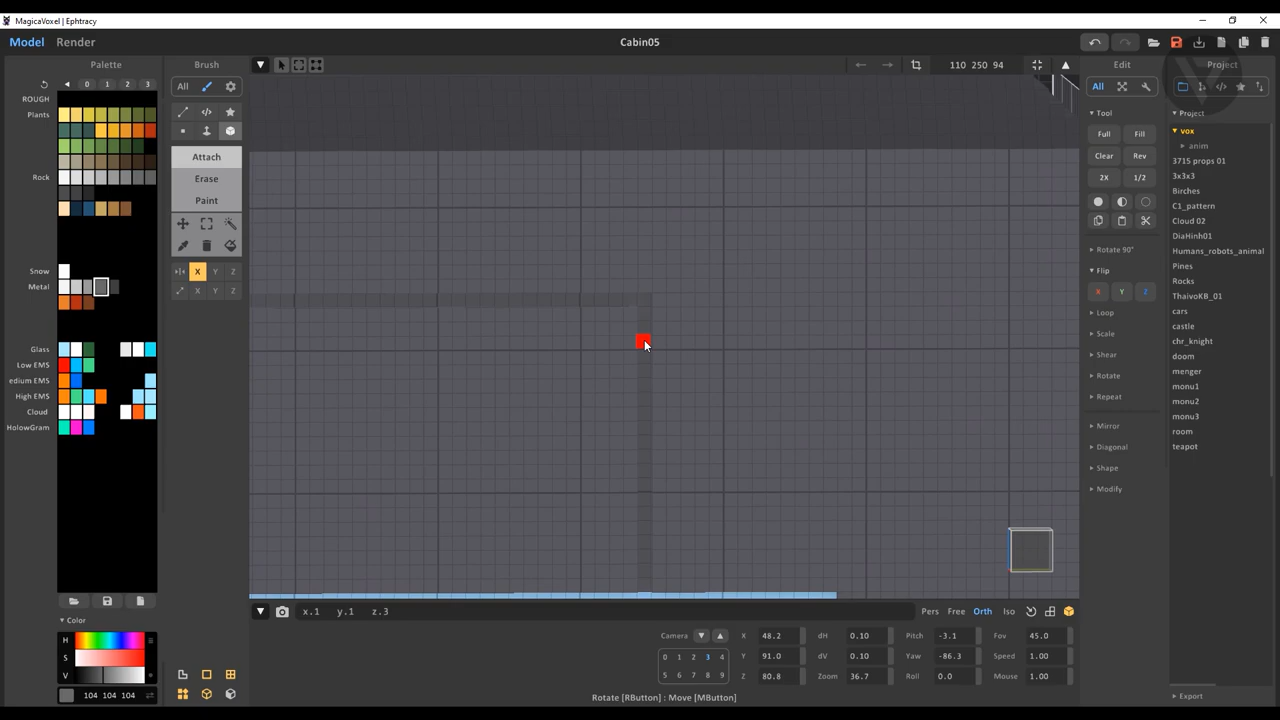 MagicaVoxel | Ephtracy
Model Render Cabin05
Palette Brush 110 250 94 Edit Project
0 1 2 3 All All
ROUGH
Plants
Rock
Snow
Metal
Glass
Low EMS
edium EMS
High EMS
Cloud
HolowGram
Attach
Erase
Paint
X Y Z
X Y Z
Tool
Full Fill
Clear Rev
2X 1/2
Rotate 90°
Flip
X Y Z
Loop
Scale
Shear
Rotate
Repeat
Mirror
Diagonal
Shape
Modify
Project
vox
anim
3715 props 01
3x3x3
Birches
C1_pattern
Cloud 02
DiaHinh01
Humans_robots_animal
Pines
Rocks
ThaivoKB_01
cars
castle
chr_knight
doom
menger
monu1
monu2
monu3
room
teapot
Export
x.1 y.1 z.3 Pers Free Orth Iso
Color
H
S
V
104 104 104
Camera X 48.2 dH 0.10 Pitch -3.1 Fov 45.0
0 1 2 3 4 Y 91.0 dV 0.10 Yaw -86.3 Speed 1.00
5 6 7 8 9 Z 80.8 Zoom 36.7 Roll 0.0 Mouse 1.00
Rotate [RButton] : Move [MButton]